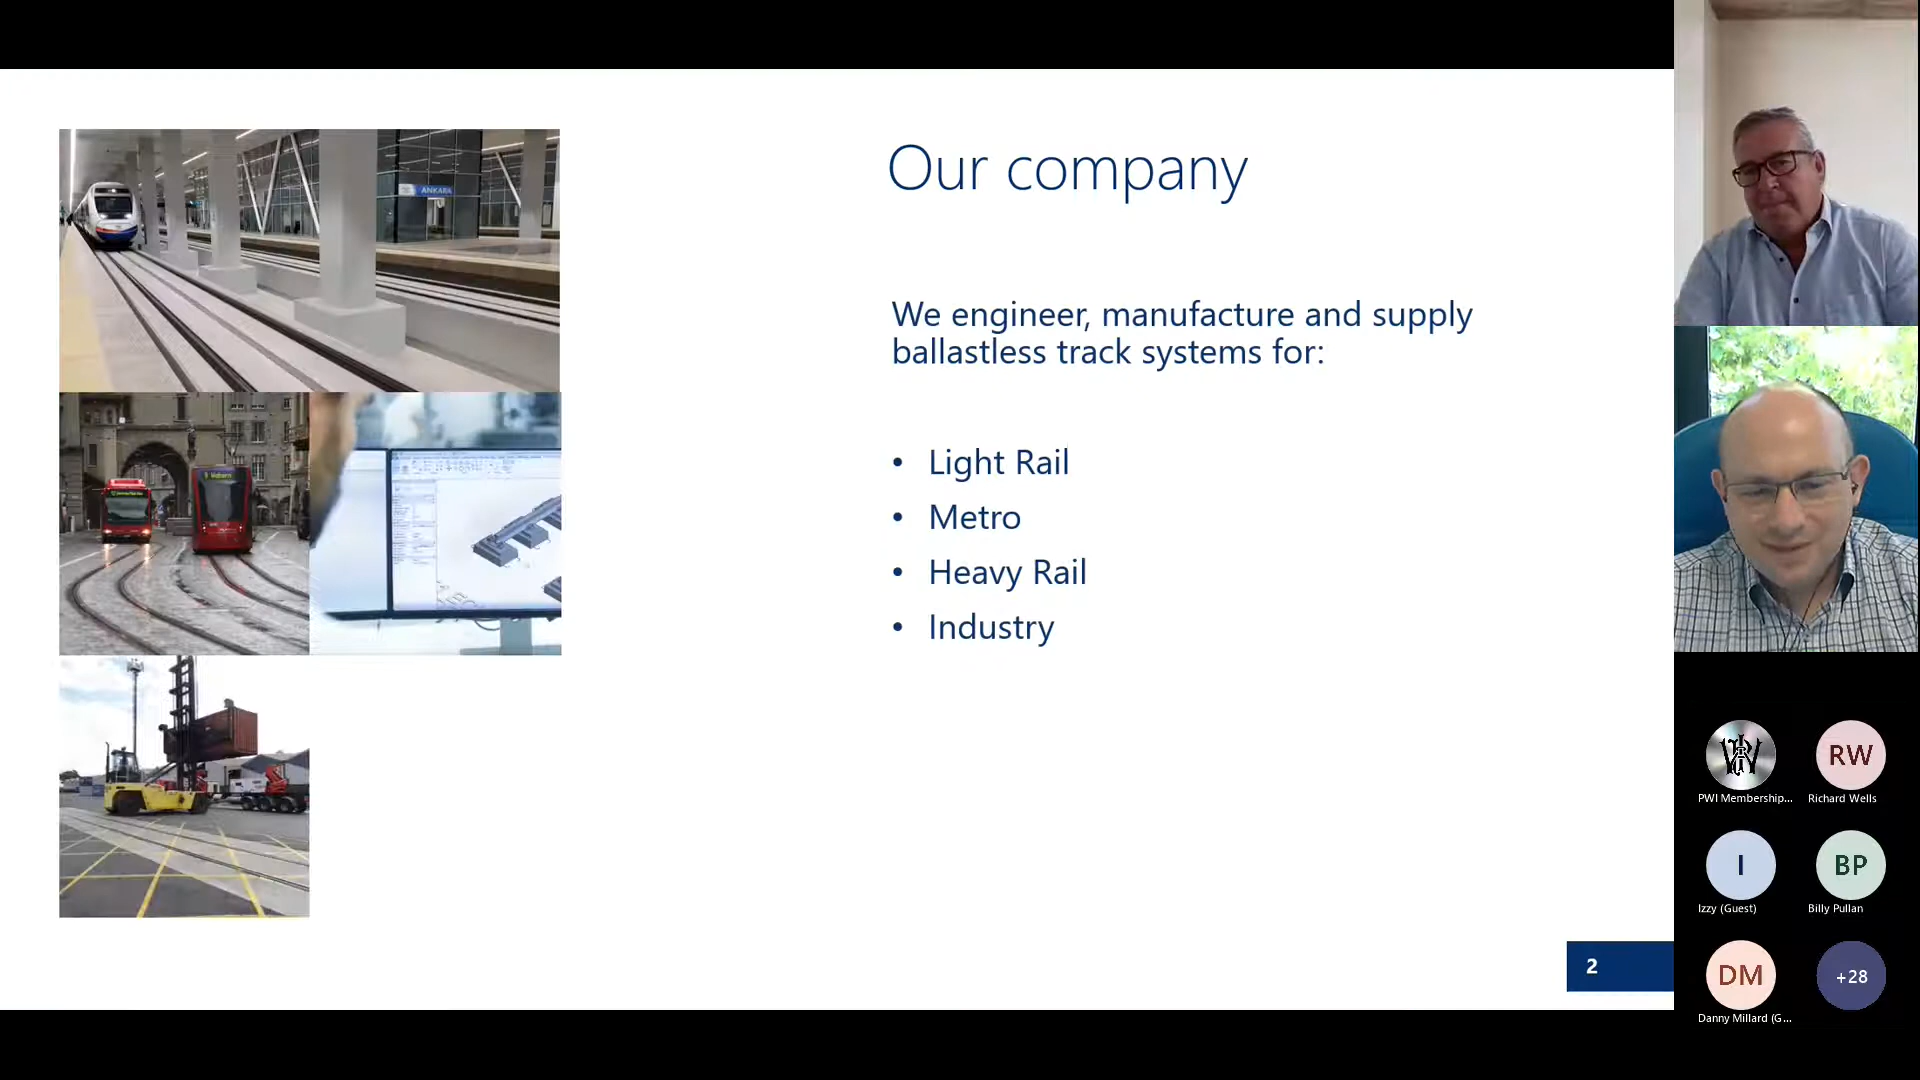 Our company
We engineer, manufacture and supply
ballastless track systems for:
• Light Rail
• Metro
• Heavy Rail
• Industry
2
ANKARA
PWI Membership...
RW
Richard Wells
I
Izzy (Guest)
BP
Billy Pullan
DM
Danny Millard (G...
+28